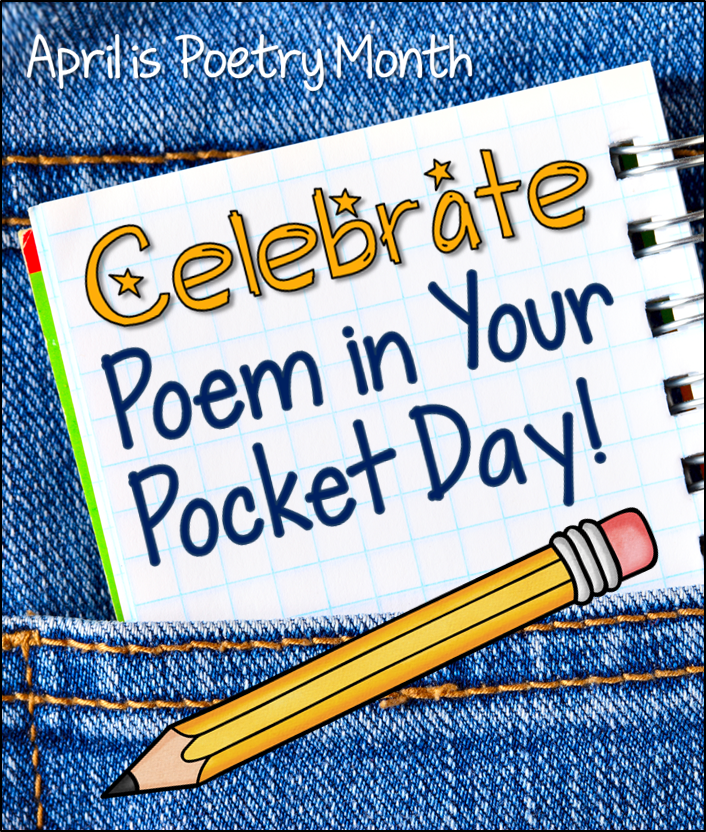 April is Poetry Month
Celebrate
Poem in Your
Pocket Day!